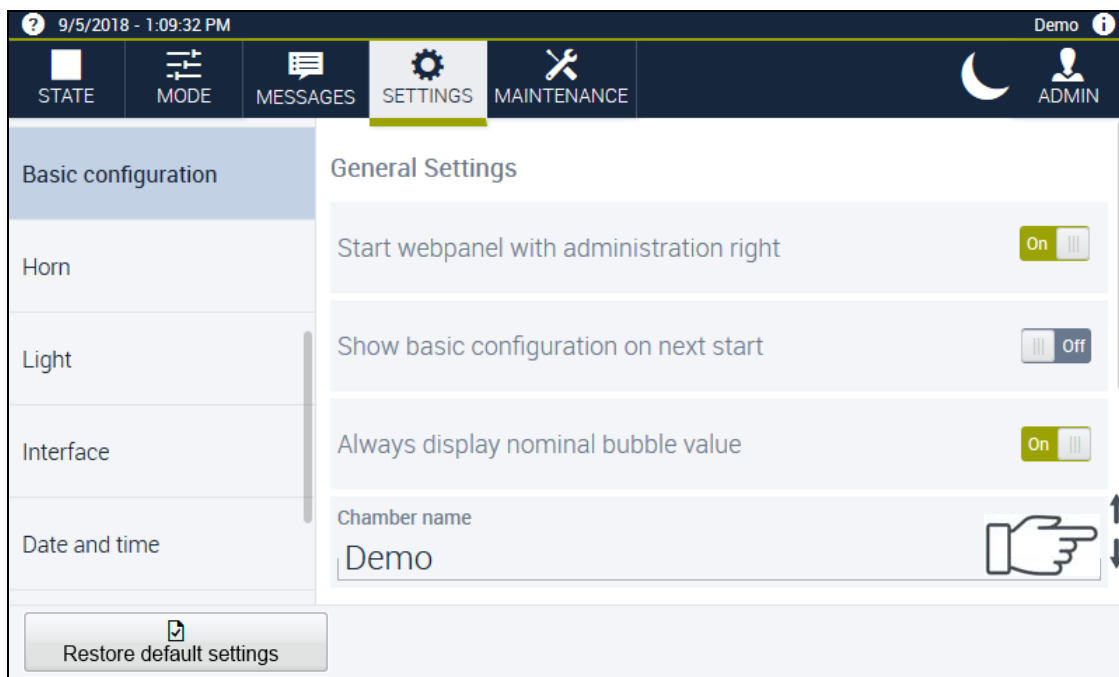 9/5/2018 - 1:09:32 PM
Demo
STATE
MODE
MESSAGES
SETTINGS
MAINTENANCE
ADMIN
Basic configuration
Horn
Light
Interface
Date and time
General Settings
Start webpanel with administration right
On
Show basic configuration on next start
Off
Always display nominal bubble value
On
Chamber name
Demo
Restore default settings